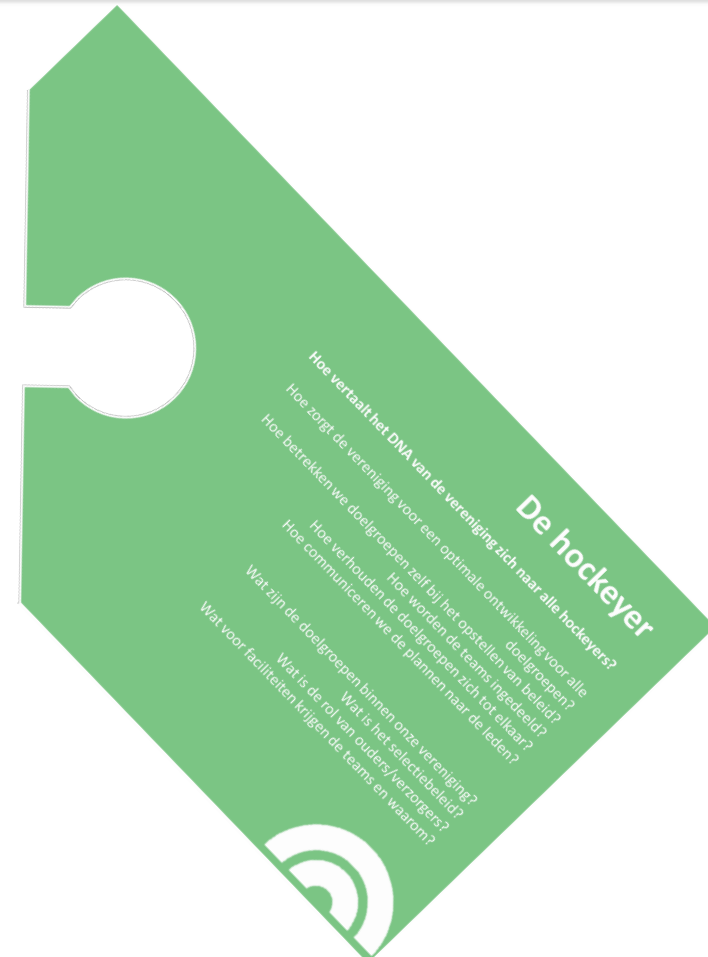 De hockeyer
Hoe vertaalt het DNA van de vereniging zich naar alle hockeyers?
Hoe zorgt de vereniging voor een optimale ontwikkeling voor alle
doelgroepen?
Hoe betrekken we doelgroepen zelf bij het opstellen van beleid?
Hoe worden de teams ingedeeld?
Hoe verhouden de doelgroepen zich tot elkaar?
Hoe communiceren we de plannen naar de leden?
Wat zijn de doelgroepen binnen onze vereniging?
Wat is het selectiebeleid?
Wat is de rol van ouders/verzorgers?
Wat voor faciliteiten krijgen de teams en waarom?